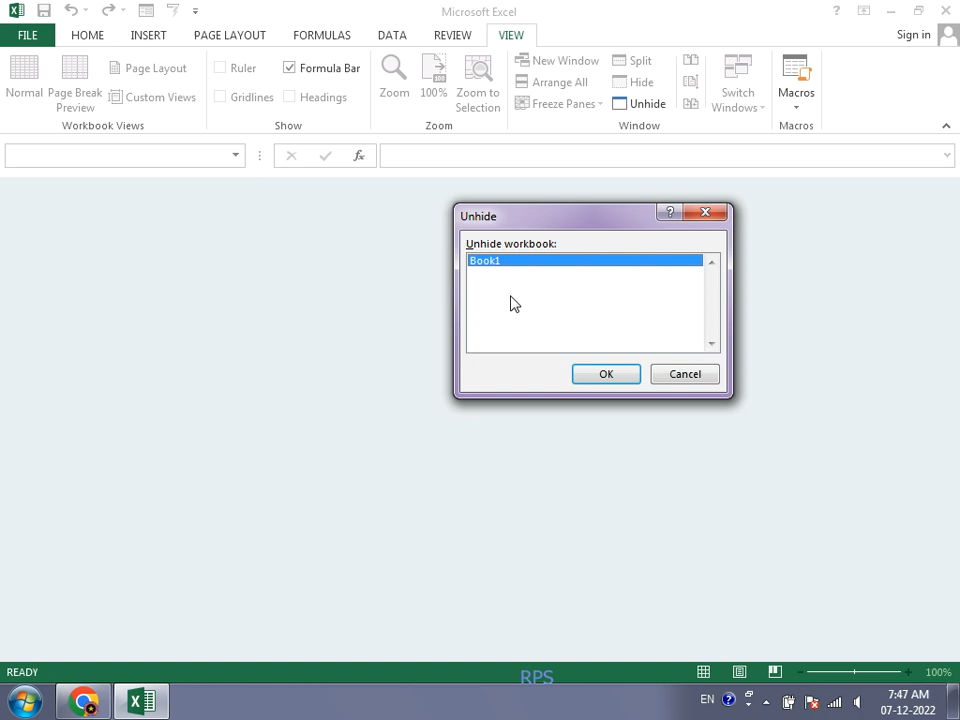 Microsoft Excel
FILE HOME INSERT PAGE LAYOUT FORMULAS DATA REVIEW VIEW Sign in
Normal Page Break Preview Page Layout Custom Views
Workbook Views
Ruler Formula Bar
Gridlines Headings
Show
Zoom 100% Zoom to Selection
Zoom
New Window Split
Arrange All Hide
Freeze Panes Unhide
Switch Windows
Window
Macros
Macros
fx
Unhide
?
Unhide workbook:
Book1
OK Cancel
READY
100%
RPS
EN
7:47 AM
07-12-2022